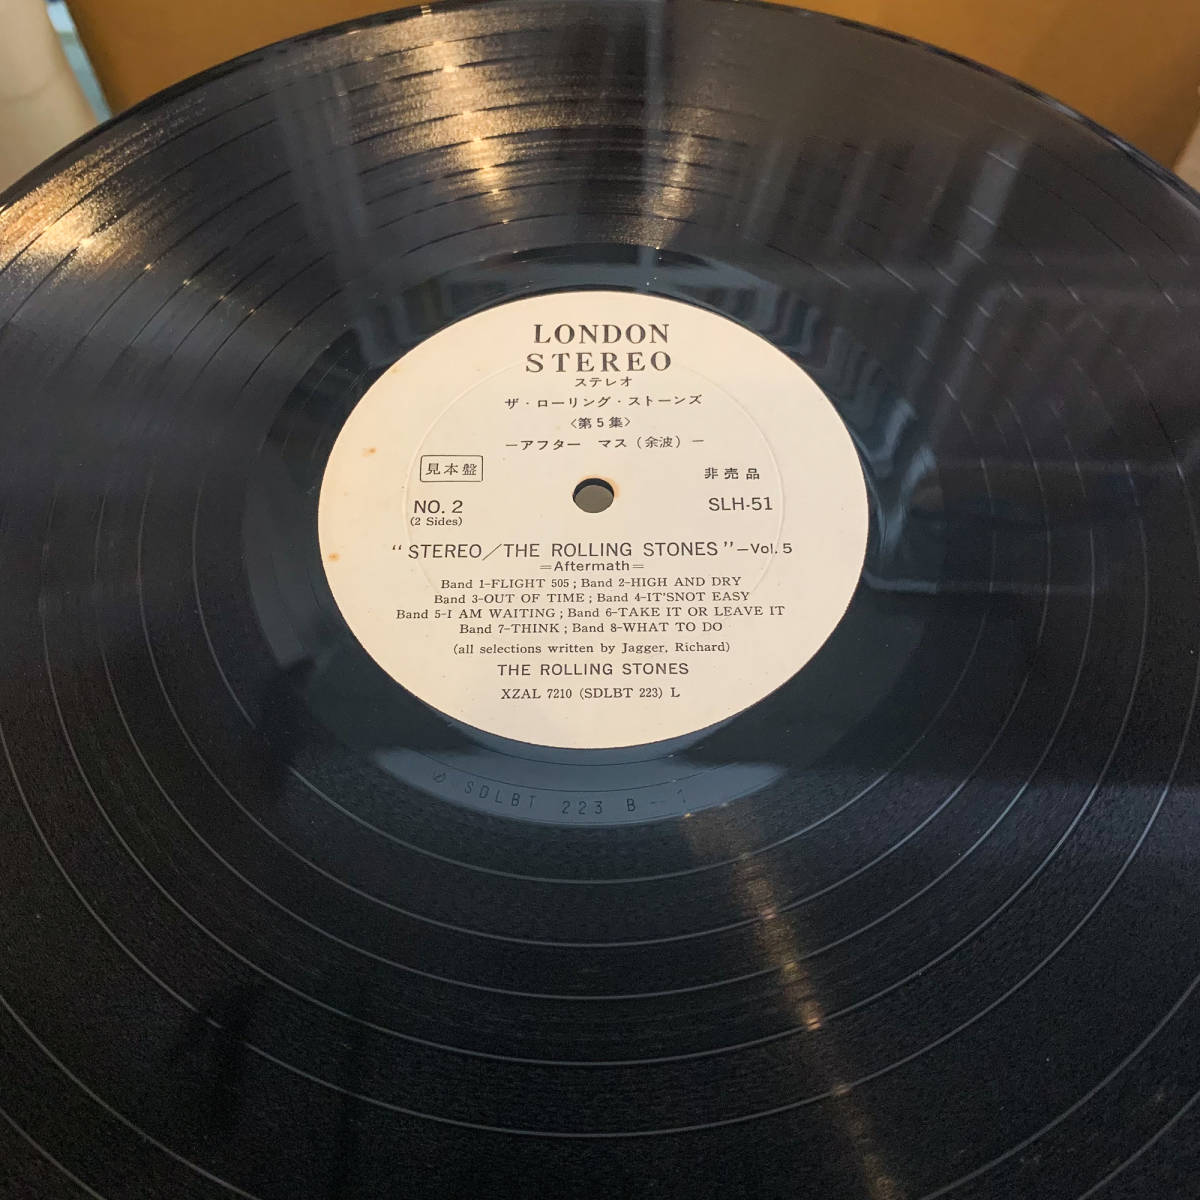 LONDON
STEREO
ステレオ
ザ・ローリング・ストーンズ
〈第5集〉
—アフター マス(余波)—
見本盤 非売品
NO. 2 SLH-51
(2 Sides)
"STEREO/THE ROLLING STONES"—Vol. 5
=Aftermath=
Band 1-FLIGHT 505; Band 2-HIGH AND DRY
Band 3-OUT OF TIME; Band 4-IT'SNOT EASY
Band 5-I AM WAITING; Band 6-TAKE IT OR LEAVE IT
Band 7-THINK; Band 8-WHAT TO DO
(all selections written by Jagger, Richard)
THE ROLLING STONES
XZAL 7210 (SDLBT 223) L
SDLBT 223 B-1